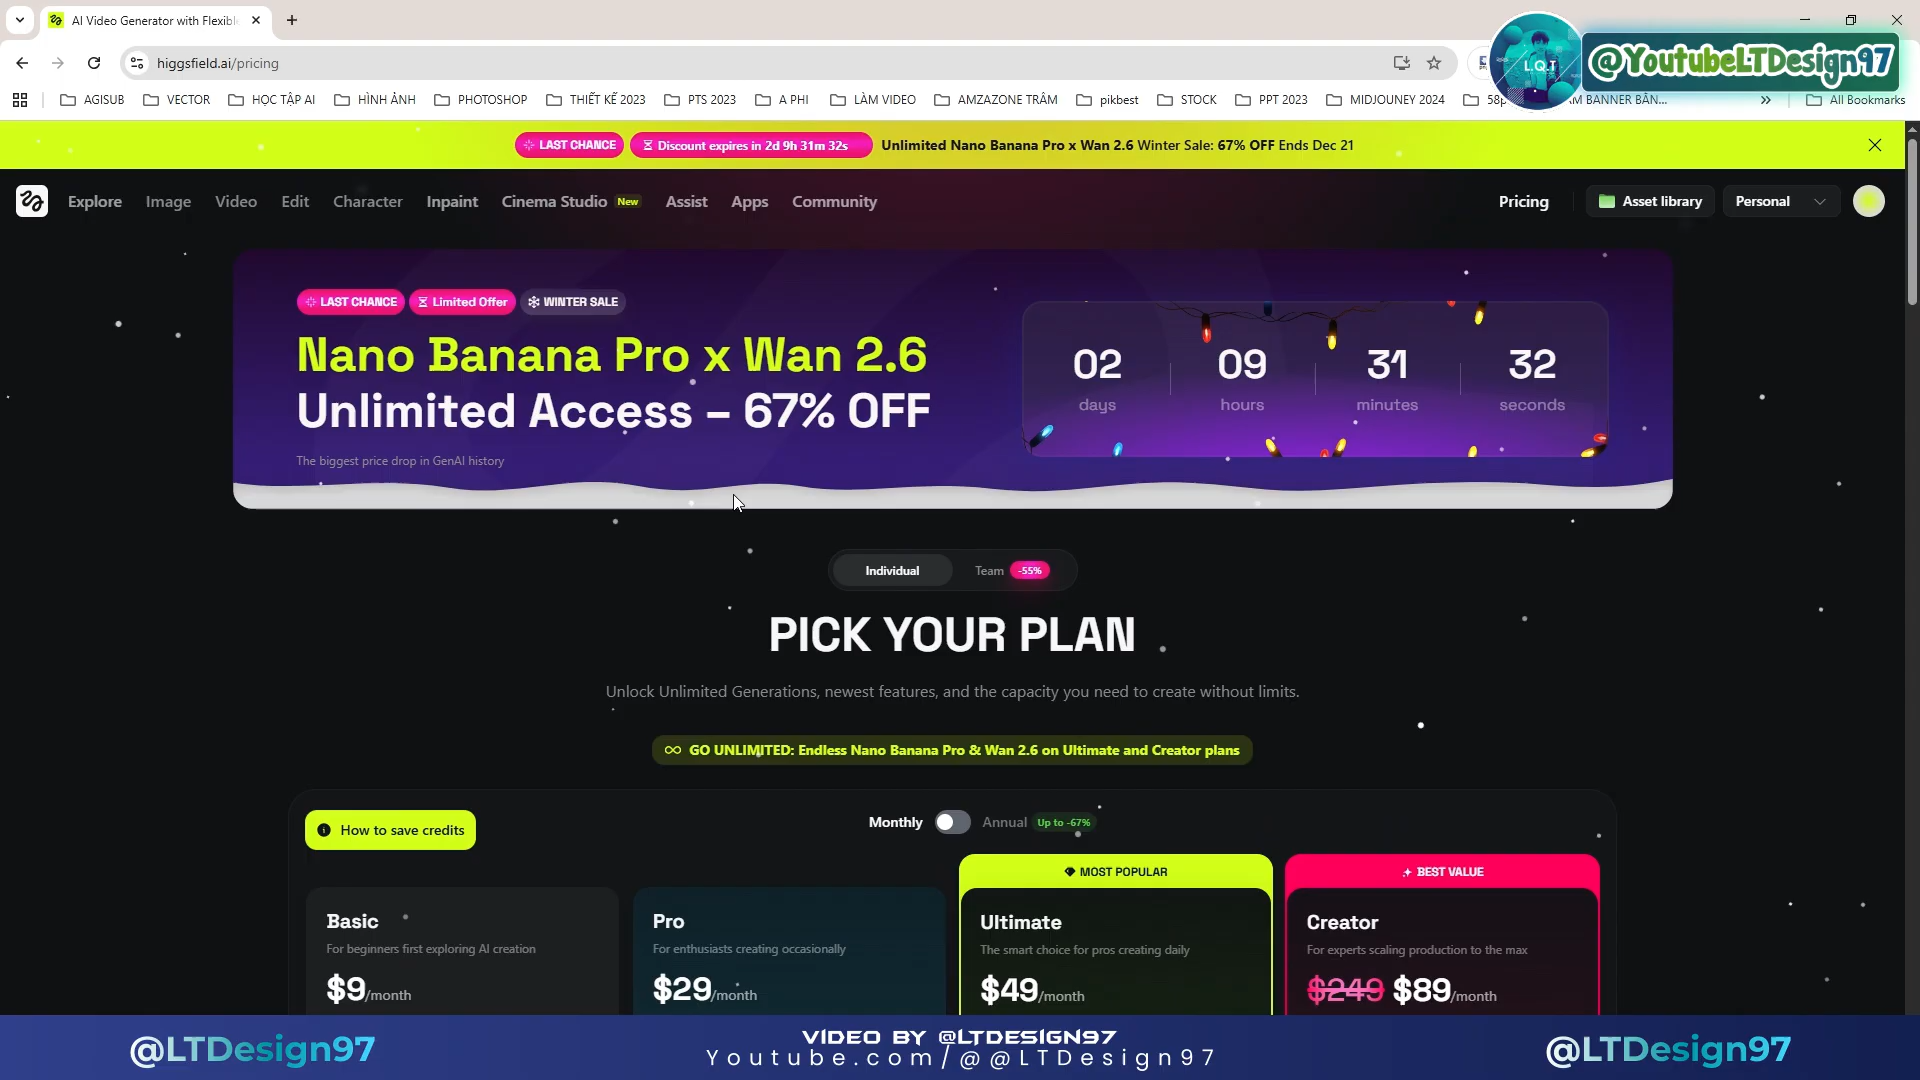 AI Video Generator with Flexibl
higgsfield.ai/pricing
L.Q.T
@YoutubeLTDesign97
AGISUB
VECTOR
HỌC TẬP AI
HÌNH ẢNH
PHOTOSHOP
THIẾT KẾ 2023
PTS 2023
A PHI
LÀM VIDEO
AMZAZONE TRÂM
pikbest
STOCK
PPT 2023
MIDJOUNEY 2024
BANNER BÁN...
All Bookmarks
LAST CHANCE
Discount expires in 2d 9h 31m 32s
Unlimited Nano Banana Pro x Wan 2.6 Winter Sale: 67% OFF Ends Dec 21
Explore
Image
Video
Edit
Character
Inpaint
Cinema Studio New
Assist
Apps
Community
Pricing
Asset library
Personal
LAST CHANCE
Limited Offer
WINTER SALE
Nano Banana Pro x Wan 2.6
Unlimited Access – 67% OFF
The biggest price drop in GenAI history
02
09
31
32
days
hours
minutes
seconds
Individual
Team -55%
PICK YOUR PLAN
Unlock Unlimited Generations, newest features, and the capacity you need to create without limits.
GO UNLIMITED: Endless Nano Banana Pro & Wan 2.6 on Ultimate and Creator plans
How to save credits
Monthly
Annual Up to -67%
MOST POPULAR
BEST VALUE
Basic
For beginners first exploring AI creation
$9/month
Pro
For enthusiasts creating occasionally
$29/month
Ultimate
The smart choice for pros creating daily
$49/month
Creator
For experts scaling production to the max
$249 $89/month
@LTDesign97
VIDEO BY @LTDESIGN97
Youtube.com/@@LTDesign97
@LTDesign97